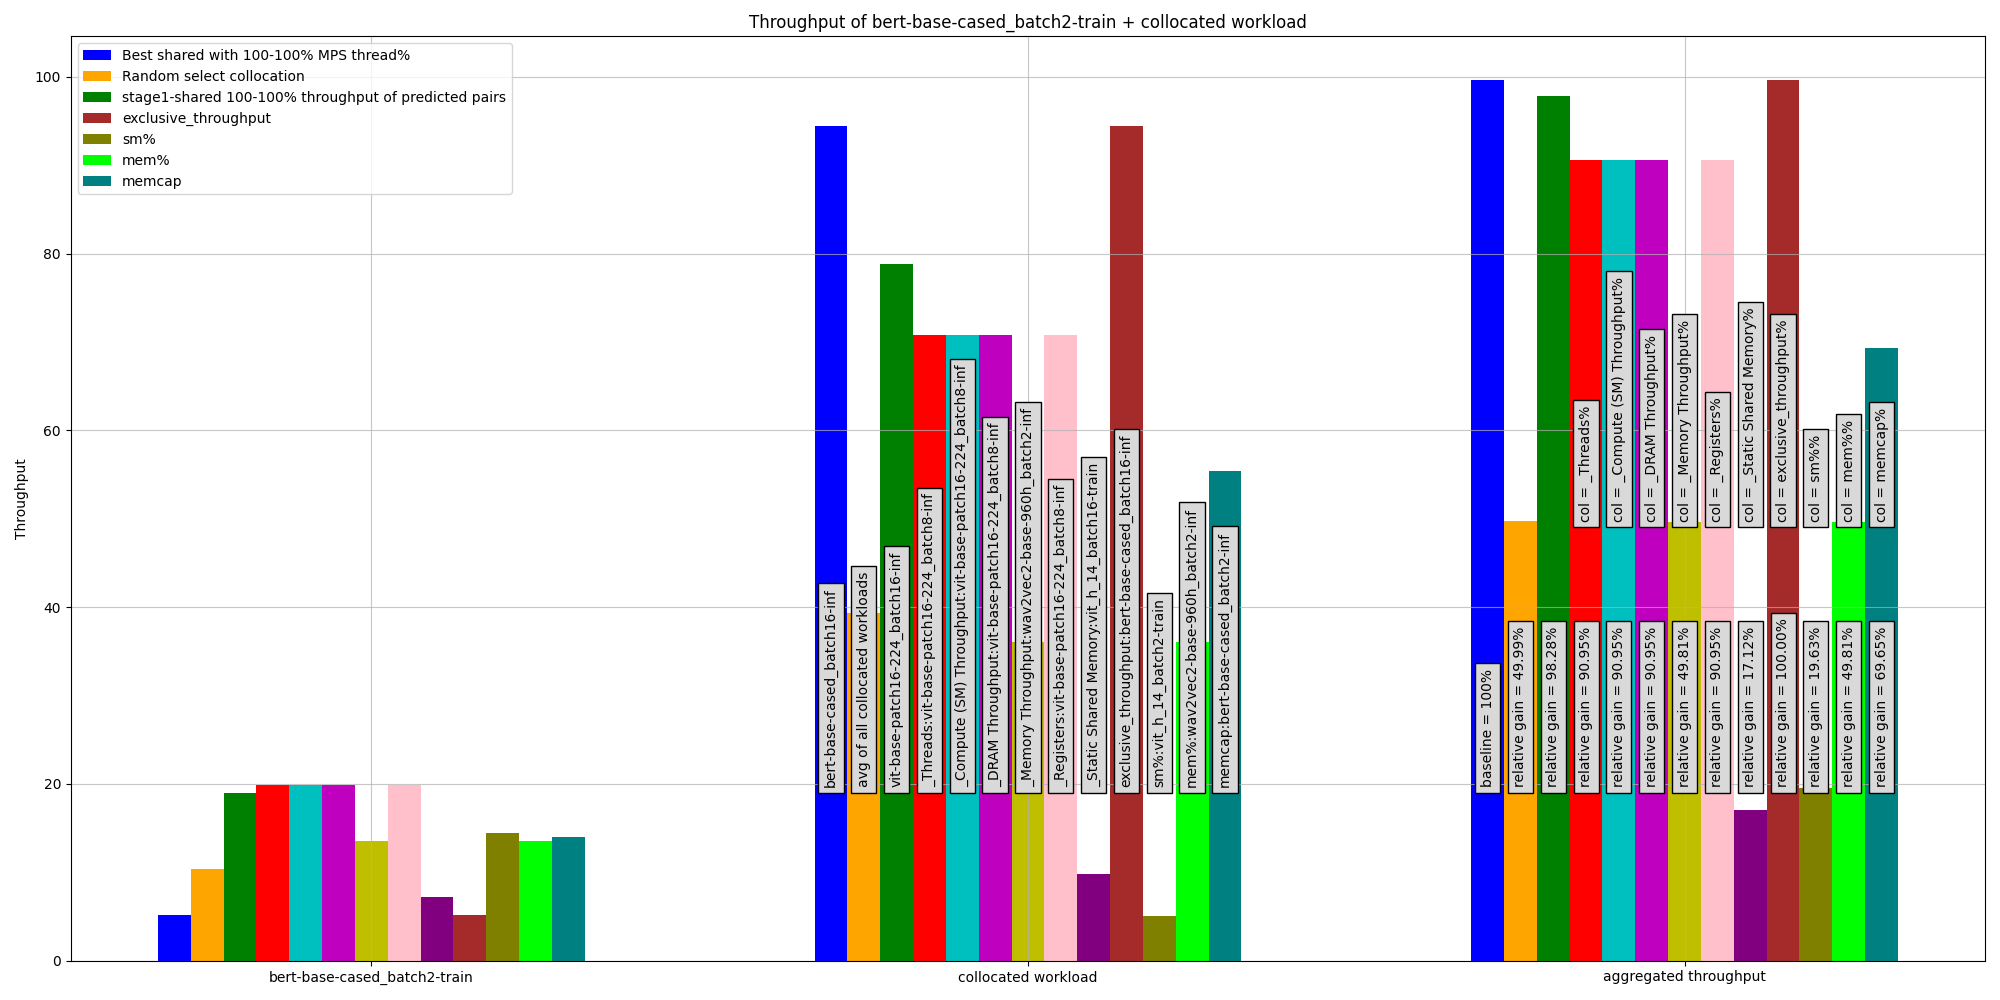 Throughput of bert-base-cased_batch2-train + collocated workload
Best shared with 100-100% MPS thread%
Random select collocation
stage1-shared 100-100% throughput of predicted pairs
exclusive_throughput
sm%
mem%
memcap
Throughput
100
80
60
40
20
0
bert-base-cased_batch16-inf
avg of all collocated workloads
vit-base-patch16-224_batch16-inf
_Threads:vit-base-patch16-224_batch8-inf
_Compute (SM) Throughput:vit-base-patch16-224_batch8-inf
_DRAM Throughput:vit-base-patch16-224_batch8-inf
_Memory Throughput:wav2vec2-base-960h_batch2-inf
_Registers:vit-base-patch16-224_batch8-inf
_Static Shared Memory:vit_h_14_batch16-train
exclusive_throughput:bert-base-cased_batch16-inf
sm%:vit_h_14_batch2-train
mem%:wav2vec2-base-960h_batch2-inf
memcap:bert-base-cased_batch2-inf
col = _Threads%
col = _Compute (SM) Throughput%
col = _DRAM Throughput%
col = _Memory Throughput%
col = _Registers%
col = _Static Shared Memory%
col = exclusive_throughput%
col = sm%%
col = mem%%
col = memcap%
baseline = 100%
relative gain = 49.99%
relative gain = 98.28%
relative gain = 90.95%
relative gain = 90.95%
relative gain = 90.95%
relative gain = 49.81%
relative gain = 90.95%
relative gain = 17.12%
relative gain = 100.00%
relative gain = 19.63%
relative gain = 49.81%
relative gain = 69.65%
bert-base-cased_batch2-train
collocated workload
aggregated throughput